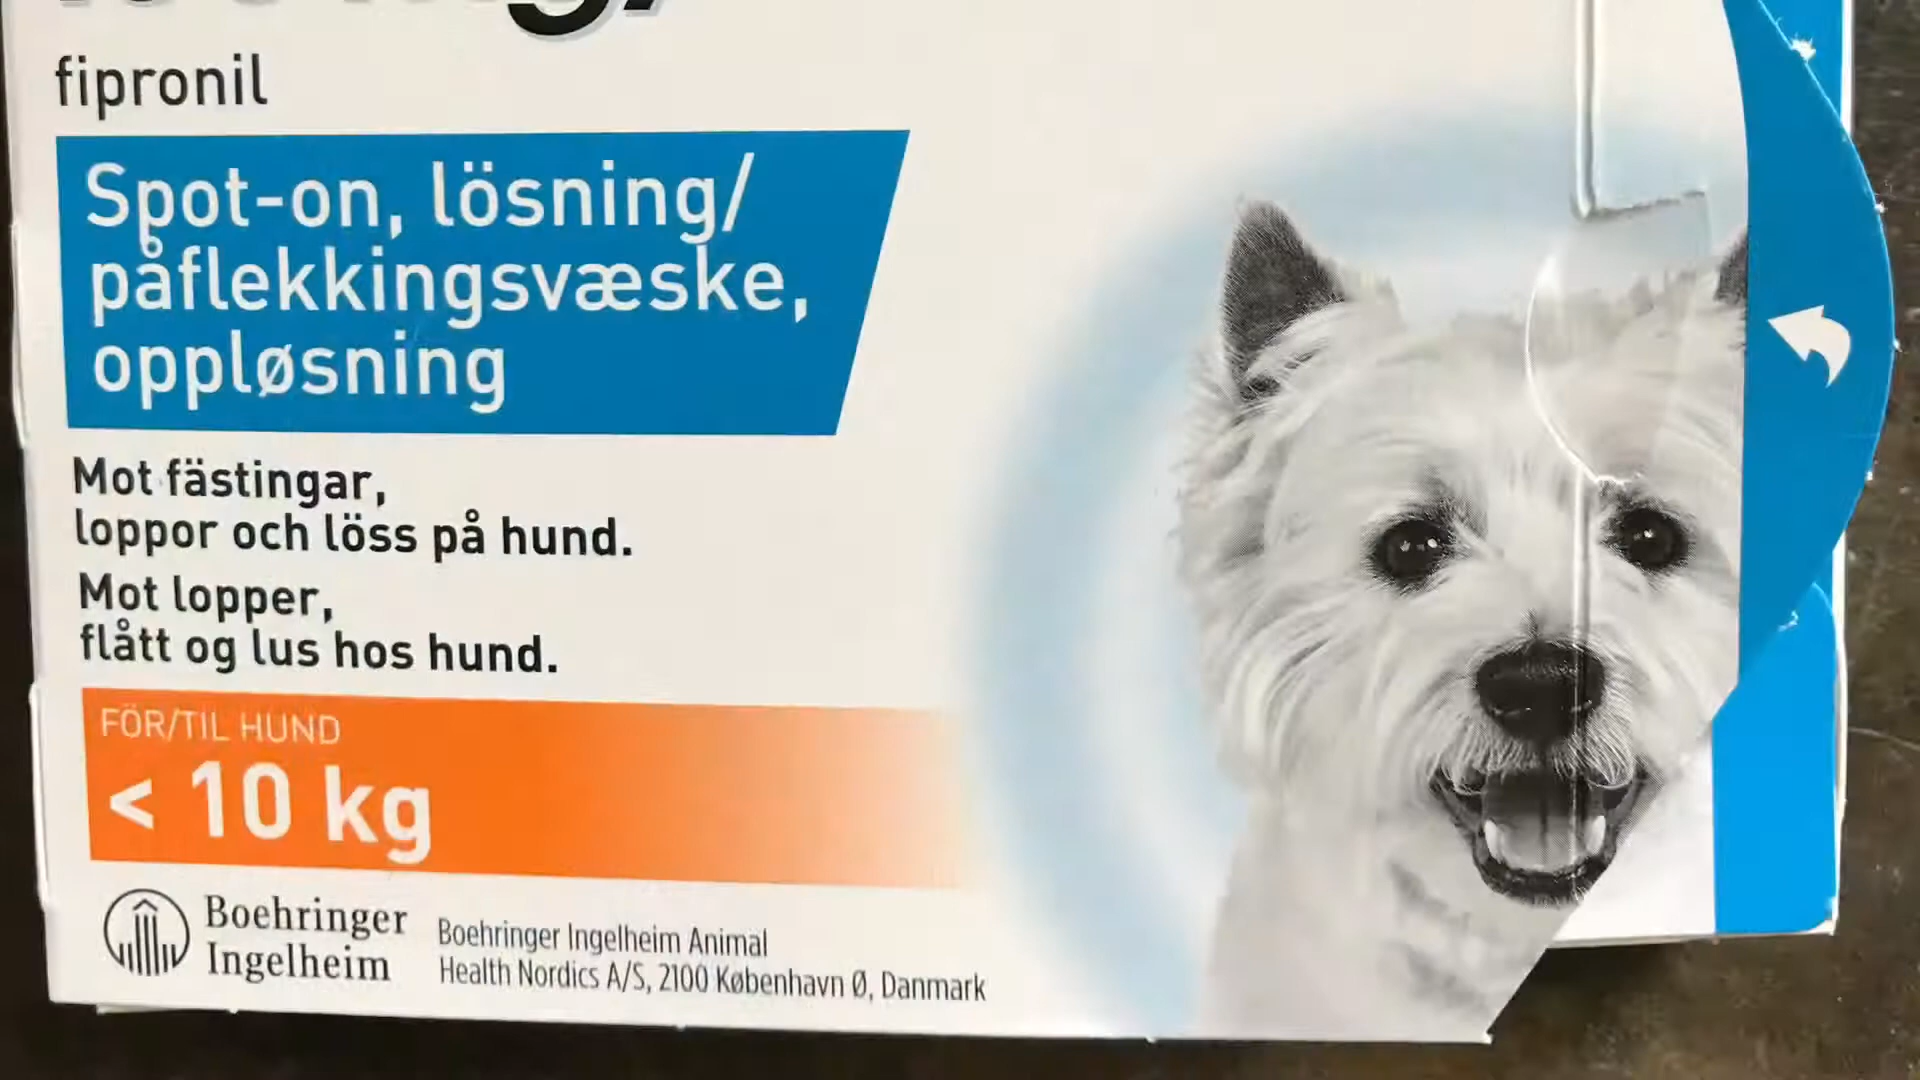 fipronil
Spot-on, lösning/
påflekkingsvæske,
oppløsning
Mot fästingar,
loppor och löss på hund.
Mot lopper,
flått og lus hos hund.
FÖR/TIL HUND
< 10 kg
Boehringer
Ingelheim
Boehringer Ingelheim Animal
Health Nordics A/S, 2100 København Ø, Danmark